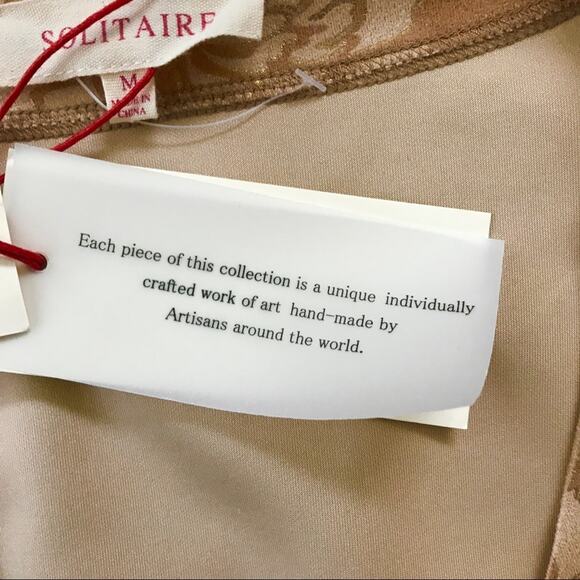 SOLITAIRE
M
MADE IN
CHINA
Each piece of this collection is a unique individually
crafted work of art hand-made by
Artisans around the world.